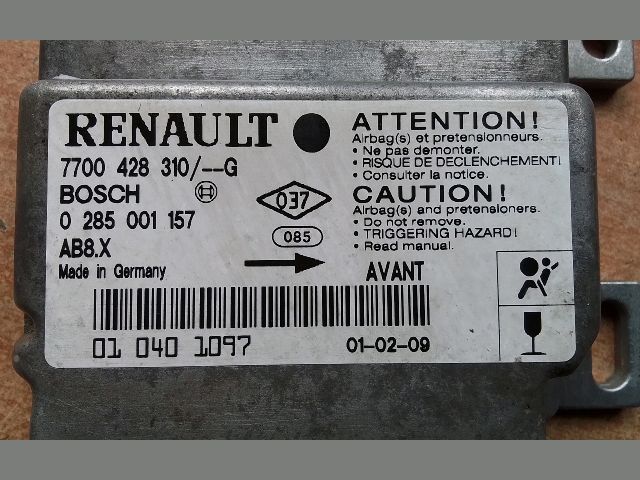 RENAULT
7700 428 310/--G
BOSCH
0 285 001 157
AB8.X
Made in Germany
037
085
AVANT
ATTENTION!
Airbag(s) et pretensionneurs.
• Ne pas demonter.
• RISQUE DE DECLENCHEMENT!
• Consulter la notice.
CAUTION!
Airbag(s) and pretensioners.
• Do not remove.
• TRIGGERING HAZARD!
• Read manual.
01 040 1097
01-02-09